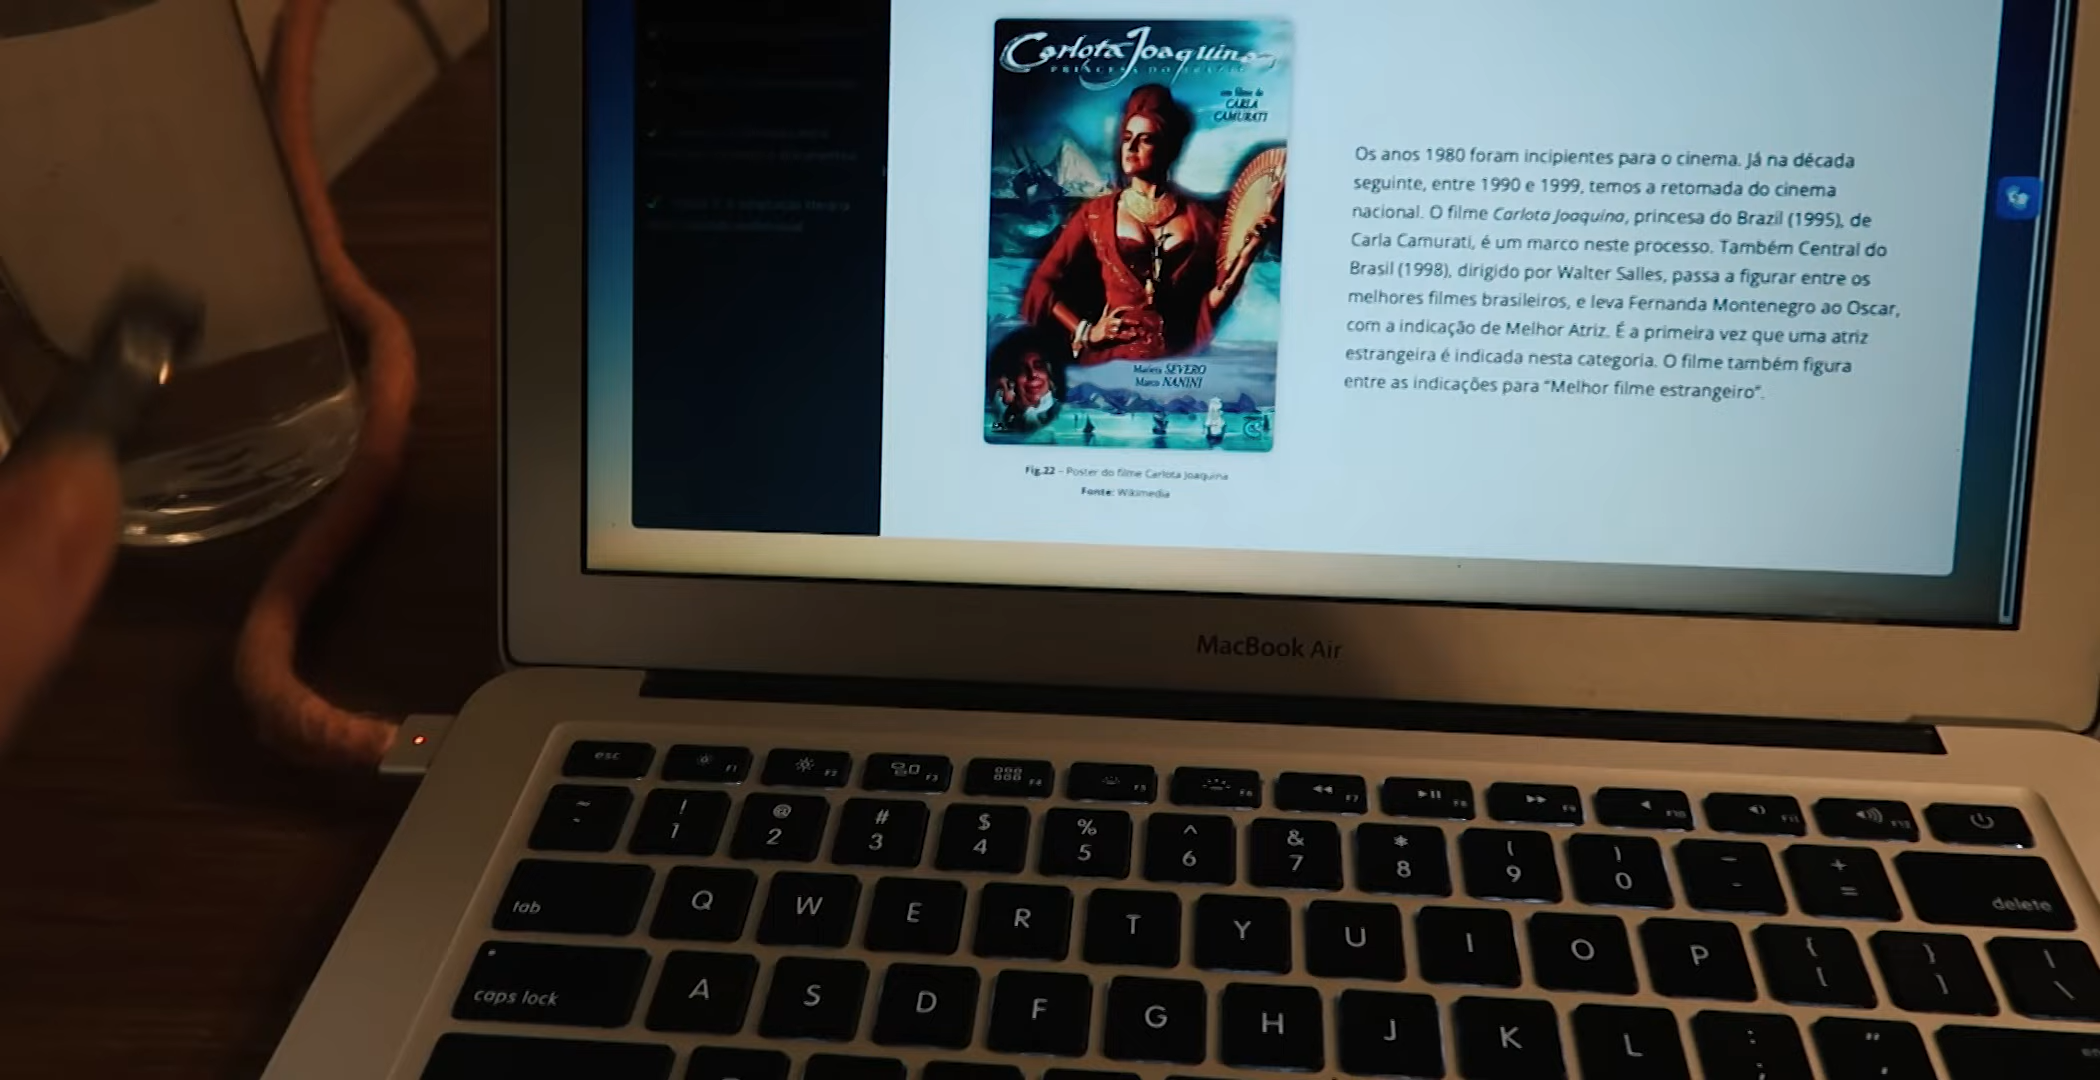 Carlota Joaquina
PRINCESA DO BRAZIL
um filme de
CARLA
CAMURATI
Marieta SEVERO
Marco NANINI
Fig.22 – Poster do filme Carlota Joaquina
Fonte: Wikimedia
Os anos 1980 foram incipientes para o cinema. Já na década
seguinte, entre 1990 e 1999, temos a retomada do cinema
nacional. O filme Carlota Joaquina, princesa do Brazil (1995), de
Carla Camurati, é um marco neste processo. Também Central do
Brasil (1998), dirigido por Walter Salles, passa a figurar entre os
melhores filmes brasileiros, e leva Fernanda Montenegro ao Oscar,
com a indicação de Melhor Atriz. É a primeira vez que uma atriz
estrangeira é indicada nesta categoria. O filme também figura
entre as indicações para “Melhor filme estrangeiro”.
MacBook Air
esc F1 F2 F3 F4 F5 F6 F7 F8 F9 F10 F11 F12
~ ! @ # $ % ^ & * ( ) _ +
1 2 3 4 5 6 7 8 9 0 - = delete
tab Q W E R T Y U I O P { [ } ] | \
caps lock A S D F G H J K L : ; " '